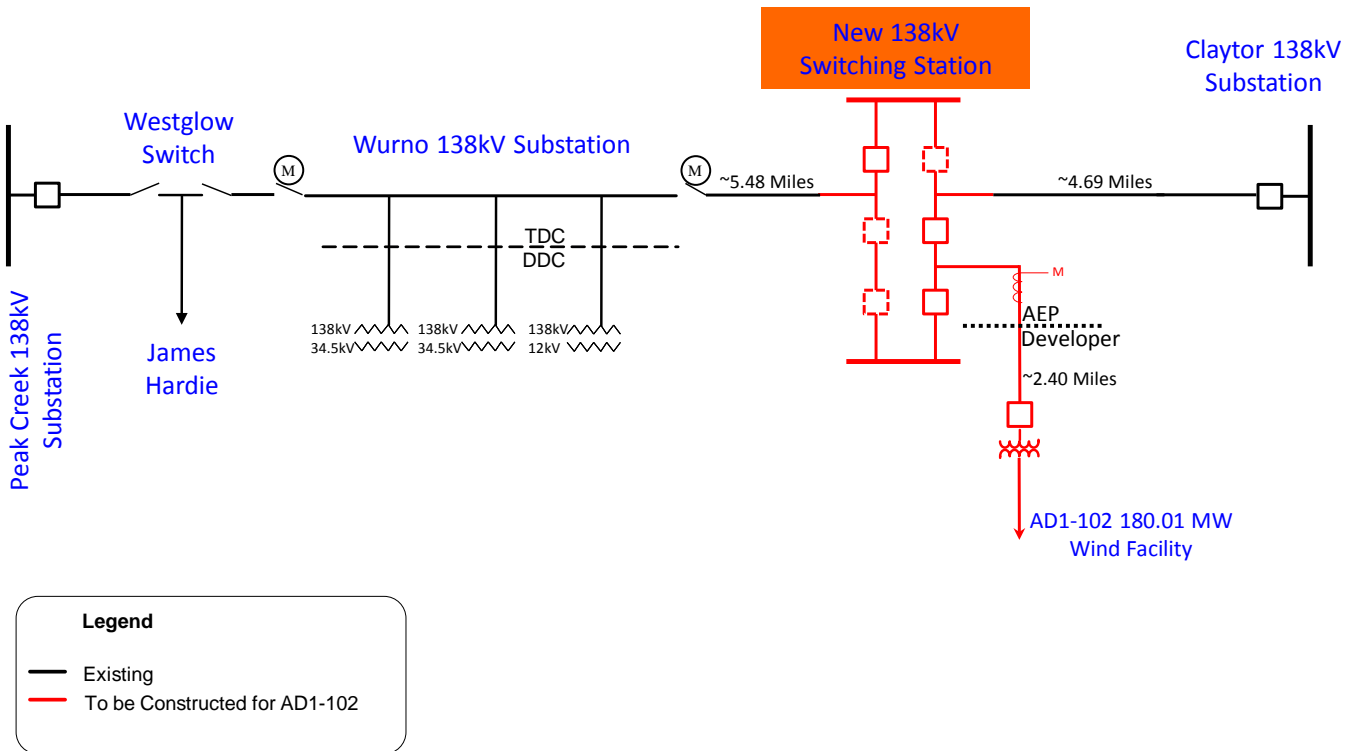 New 138kV
Switching Station
Claytor 138kV
Substation
Westglow
Switch
Wurno 138kV Substation
M
M
~5.48 Miles
~4.69 Miles
TDC
DDC
M
138kV
34.5kV
138kV
34.5kV
138kV
12kV
AEP
Developer
~2.40 Miles
Peak Creek 138kV
Substation
James
Hardie
AD1-102 180.01 MW
Wind Facility
Legend
Existing
To be Constructed for AD1-102